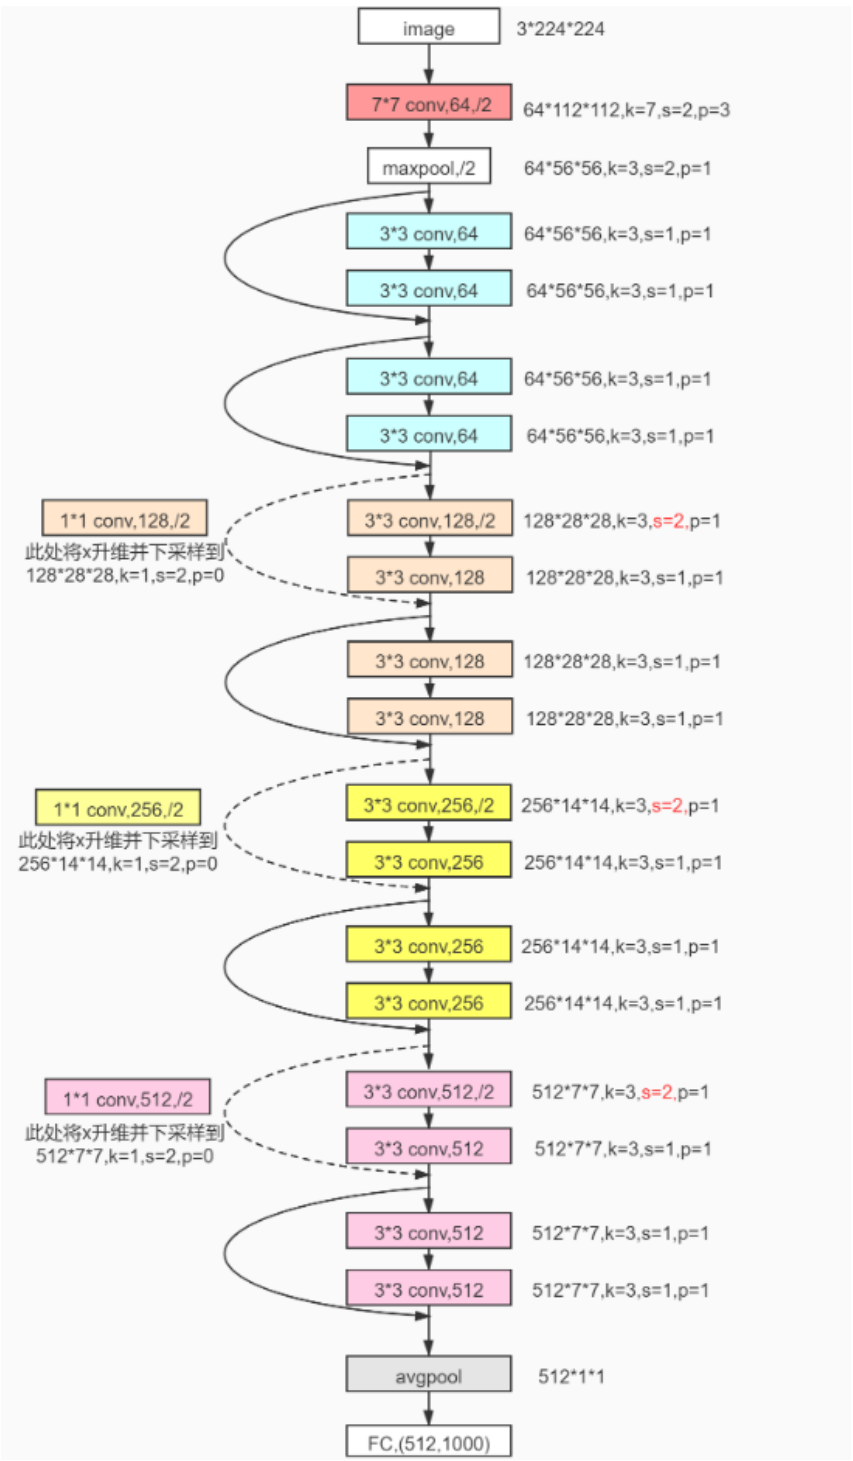 image 3*224*224
7*7 conv,64,/2 64*112*112,k=7,s=2,p=3
maxpool,/2 64*56*56,k=3,s=2,p=1
3*3 conv,64 64*56*56,k=3,s=1,p=1
3*3 conv,64 64*56*56,k=3,s=1,p=1
3*3 conv,64 64*56*56,k=3,s=1,p=1
3*3 conv,64 64*56*56,k=3,s=1,p=1
1*1 conv,128,/2 3*3 conv,128,/2 128*28*28,k=3,s=2,p=1
此处将x升维并下采样到
128*28*28,k=1,s=2,p=0 3*3 conv,128 128*28*28,k=3,s=1,p=1
3*3 conv,128 128*28*28,k=3,s=1,p=1
3*3 conv,128 128*28*28,k=3,s=1,p=1
1*1 conv,256,/2 3*3 conv,256,/2 256*14*14,k=3,s=2,p=1
此处将x升维并下采样到
256*14*14,k=1,s=2,p=0 3*3 conv,256 256*14*14,k=3,s=1,p=1
3*3 conv,256 256*14*14,k=3,s=1,p=1
3*3 conv,256 256*14*14,k=3,s=1,p=1
1*1 conv,512,/2 3*3 conv,512,/2 512*7*7,k=3,s=2,p=1
此处将x升维并下采样到
512*7*7,k=1,s=2,p=0 3*3 conv,512 512*7*7,k=3,s=1,p=1
3*3 conv,512 512*7*7,k=3,s=1,p=1
3*3 conv,512 512*7*7,k=3,s=1,p=1
avgpool 512*1*1
FC,(512,1000)